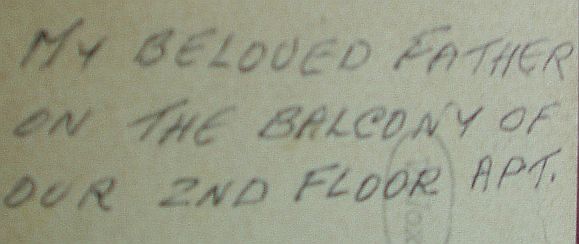 MY BELOVED FATHER
ON THE BALCONY OF
OUR 2ND FLOOR APT.